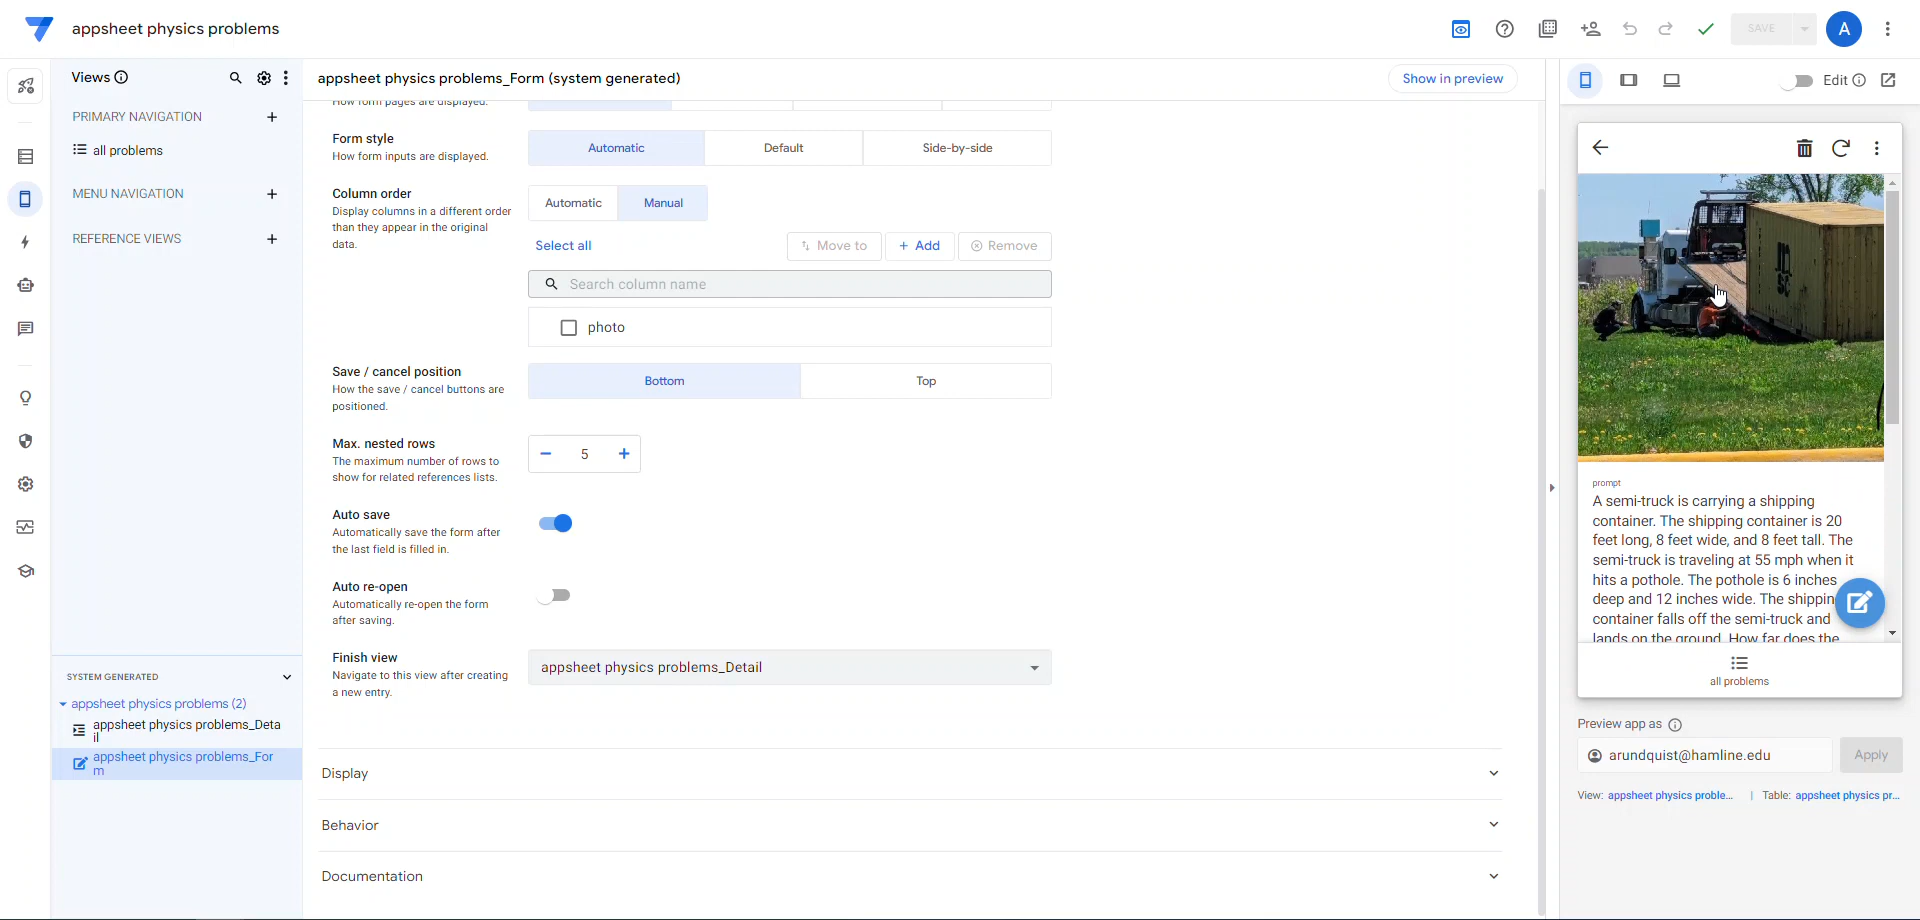 appsheet physics problems
SAVE
A
Views
appsheet physics problems_Form (system generated)
Show in preview
Edit
PRIMARY NAVIGATION
all problems
MENU NAVIGATION
REFERENCE VIEWS
How form pages are displayed.
Form style
How form inputs are displayed.
Automatic
Default
Side-by-side
Column order
Display columns in a different order
than they appear in the original
data.
Automatic
Manual
Select all
Move to
+ Add
Remove
Search column name
photo
Save / cancel position
How the save / cancel buttons are
positioned.
Bottom
Top
Max. nested rows
The maximum number of rows to
show for related references lists.
5
Auto save
Automatically save the form after
the last field is filled in.
Auto re-open
Automatically re-open the form
after saving.
Finish view
Navigate to this view after creating
a new entry.
appsheet physics problems_Detail
Display
Behavior
Documentation
SYSTEM GENERATED
appsheet physics problems (2)
appsheet physics problems_Deta
il
appsheet physics problems_For
m
prompt
A semi-truck is carrying a shipping
container. The shipping container is 20
feet long, 8 feet wide, and 8 feet tall. The
semi-truck is traveling at 55 mph when it
hits a pothole. The pothole is 6 inches
deep and 12 inches wide. The shippin
container falls off the semi-truck and
lands on the ground. How far does the
all problems
Preview app as
arundquist@hamline.edu
Apply
View: appsheet physics proble... | Table: appsheet physics pr...